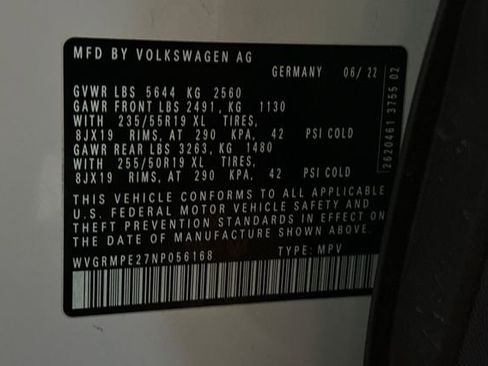 MFD BY VOLKSWAGEN AG
GERMANY 06/ 22
GVWR LBS 5644 KG 2560
GAWR FRONT LBS 2491, KG 1130
WITH 235/55R19 XL TIRES,
8JX19 RIMS, AT 290 KPA, 42 PSI COLD
GAWR REAR LBS 3263, KG 1480
WITH 255/50R19 XL TIRES,
8JX19 RIMS, AT 290 KPA, 42 PSI COLD
THIS VEHICLE CONFORMS TO ALL APPLICABLE
U.S. FEDERAL MOTOR VEHICLE SAFETY AND
THEFT PREVENTION STANDARDS IN EFFECT ON
THE DATE OF MANUFACTURE SHOWN ABOVE.
WVGRMPE27NP056168 TYPE: MPV
2620461 3755 02